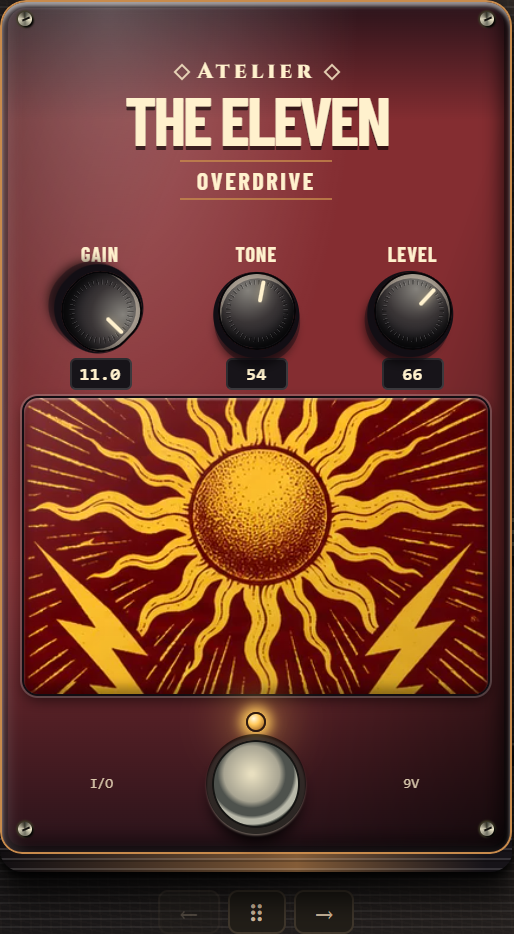 ATELIER
THE ELEVEN
OVERDRIVE
GAIN TONE LEVEL
11.0 54 66
I/O 9V
← →